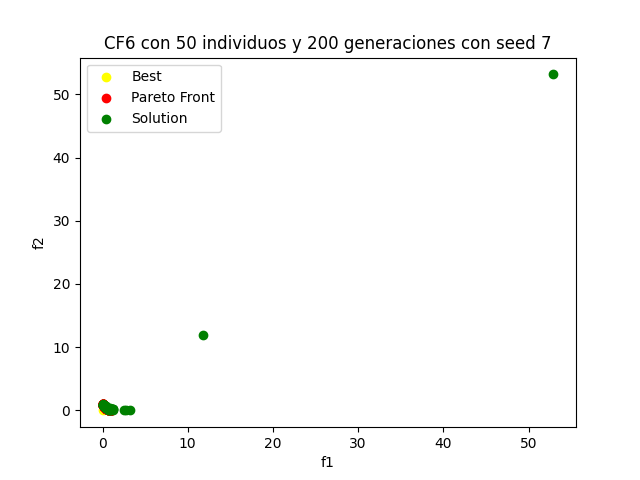 CF6 con 50 individuos y 200 generaciones con seed 7
Best
Pareto Front
Solution
50
40
30
20
10
0
f2
0 10 20 30 40 50
f1